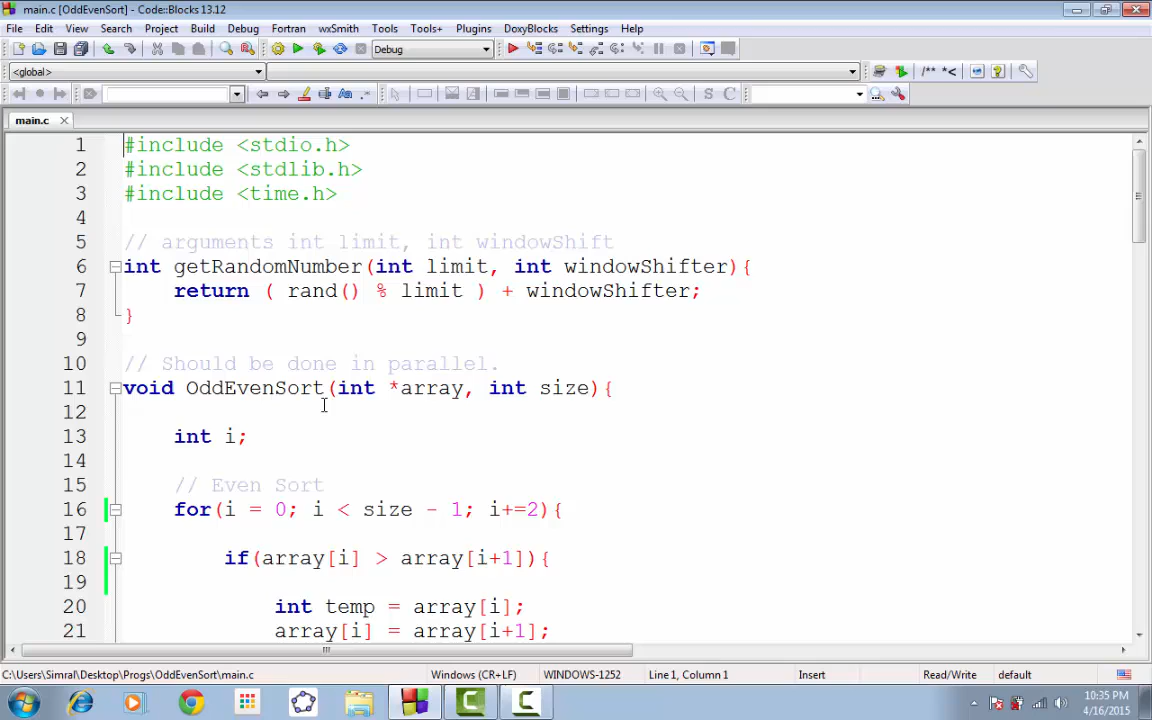 main.c [OddEvenSort] - Code::Blocks 13.12
File Edit View Search Project Build Debug Fortran wxSmith Tools Tools+ Plugins DoxyBlocks Settings Help
Debug
<global>
/** *<
S C
main.c
1 #include <stdio.h>
2 #include <stdlib.h>
3 #include <time.h>
4
5 // arguments int limit, int windowShift
6 int getRandomNumber(int limit, int windowShifter){
7 return ( rand() % limit ) + windowShifter;
8 }
9
10 // Should be done in parallel.
11 void OddEvenSort(int *array, int size){
12
13 int i;
14
15 // Even Sort
16 for(i = 0; i < size - 1; i+=2){
17
18 if(array[i] > array[i+1]){
19
20 int temp = array[i];
21 array[i] = array[i+1];
C:\Users\Simral\Desktop\Progs\OddEvenSort\main.c Windows (CR+LF) WINDOWS-1252 Line 1, Column 1 Insert Read/Write default
10:35 PM
4/16/2015